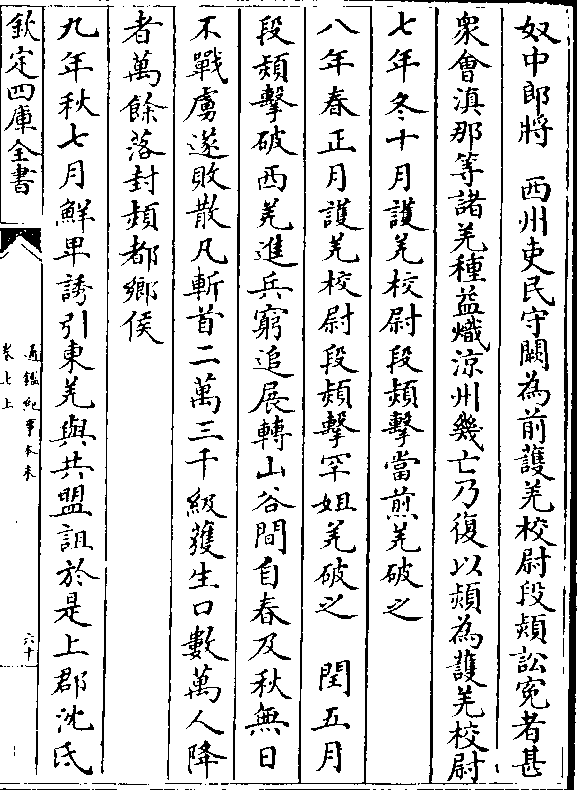 奴中郎將　西州吏民守闕為前護羌校尉段熲訟寃者甚
衆會滇那等諸羌種益熾涼州幾亡乃復以熲為護羌校尉
七年冬十月護羌校尉段熲擊當煎羌破之
八年春正月護羌校尉段熲擊罕姐羌破之　閏五月
段熲擊破西羌進兵窮追展轉山谷間自春及秋無日
不戰虜遂敗散凡斬首二萬三千級獲生口數萬人降
者萬餘落封熲都鄉侯
九年秋七月鮮卑誘引東羌與共盟詛於是上郡沈氐
欽定四庫全書
通鑑紀事本末
卷七上
六十